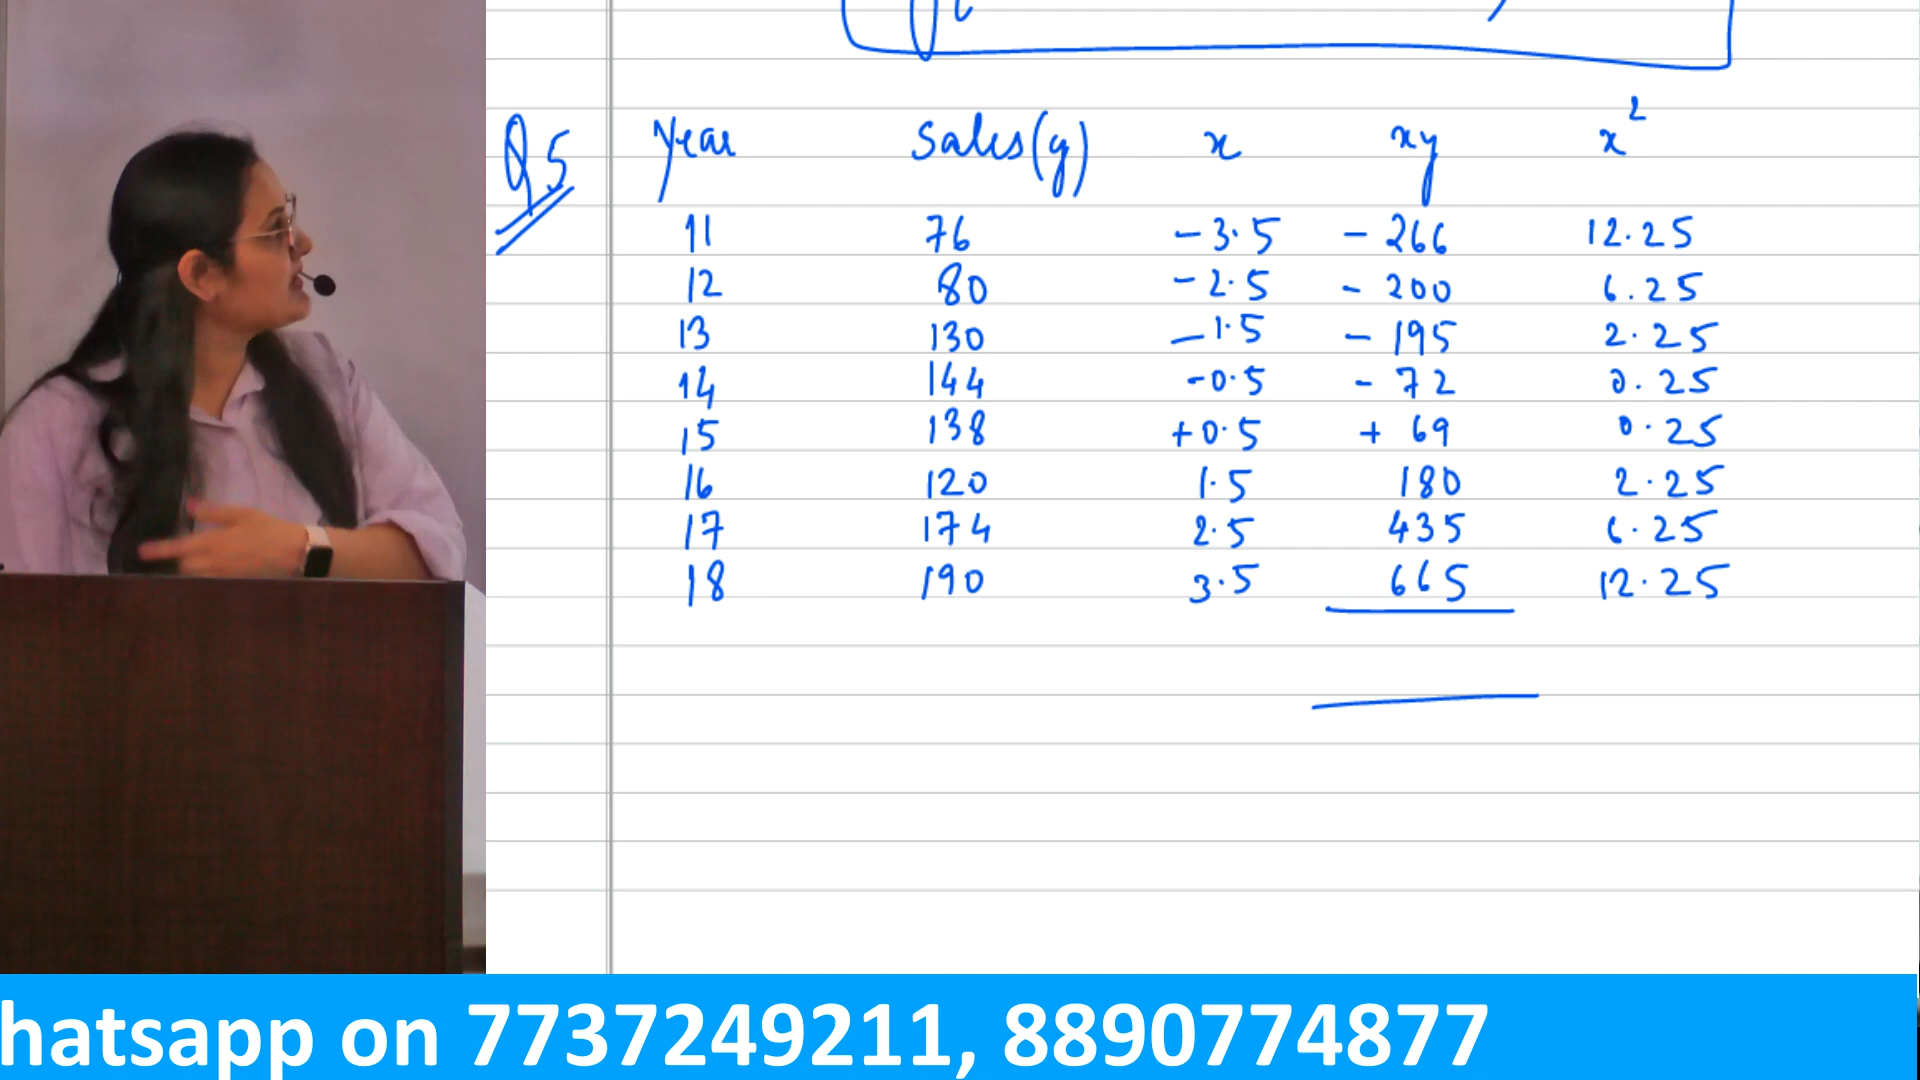 Q5 Year Sales(y) x xy x²
11 76 -3.5 -266 12.25
12 80 -2.5 -200 6.25
13 130 -1.5 -195 2.25
14 144 -0.5 -72 0.25
15 138 +0.5 + 69 0.25
16 120 1.5 180 2.25
17 174 2.5 435 6.25
18 190 3.5 665 12.25
hatsapp on 7737249211, 8890774877